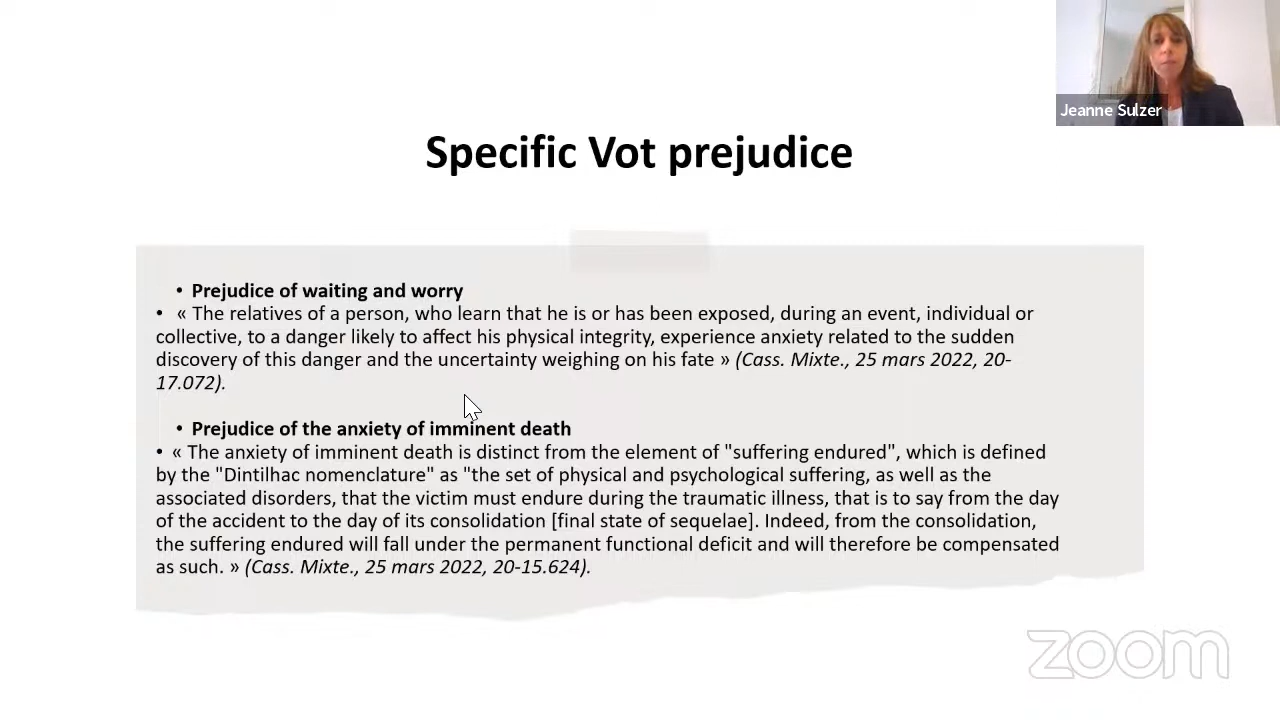 Jeanne Sulzer
Specific Vot prejudice
• Prejudice of waiting and worry
• « The relatives of a person, who learn that he is or has been exposed, during an event, individual or
collective, to a danger likely to affect his physical integrity, experience anxiety related to the sudden
discovery of this danger and the uncertainty weighing on his fate » (Cass. Mixte., 25 mars 2022, 20-
17.072).
• Prejudice of the anxiety of imminent death
• « The anxiety of imminent death is distinct from the element of "suffering endured", which is defined
by the "Dintilhac nomenclature" as "the set of physical and psychological suffering, as well as the
associated disorders, that the victim must endure during the traumatic illness, that is to say from the day
of the accident to the day of its consolidation [final state of sequelae]. Indeed, from the consolidation,
the suffering endured will fall under the permanent functional deficit and will therefore be compensated
as such. » (Cass. Mixte., 25 mars 2022, 20-15.624).
zoom